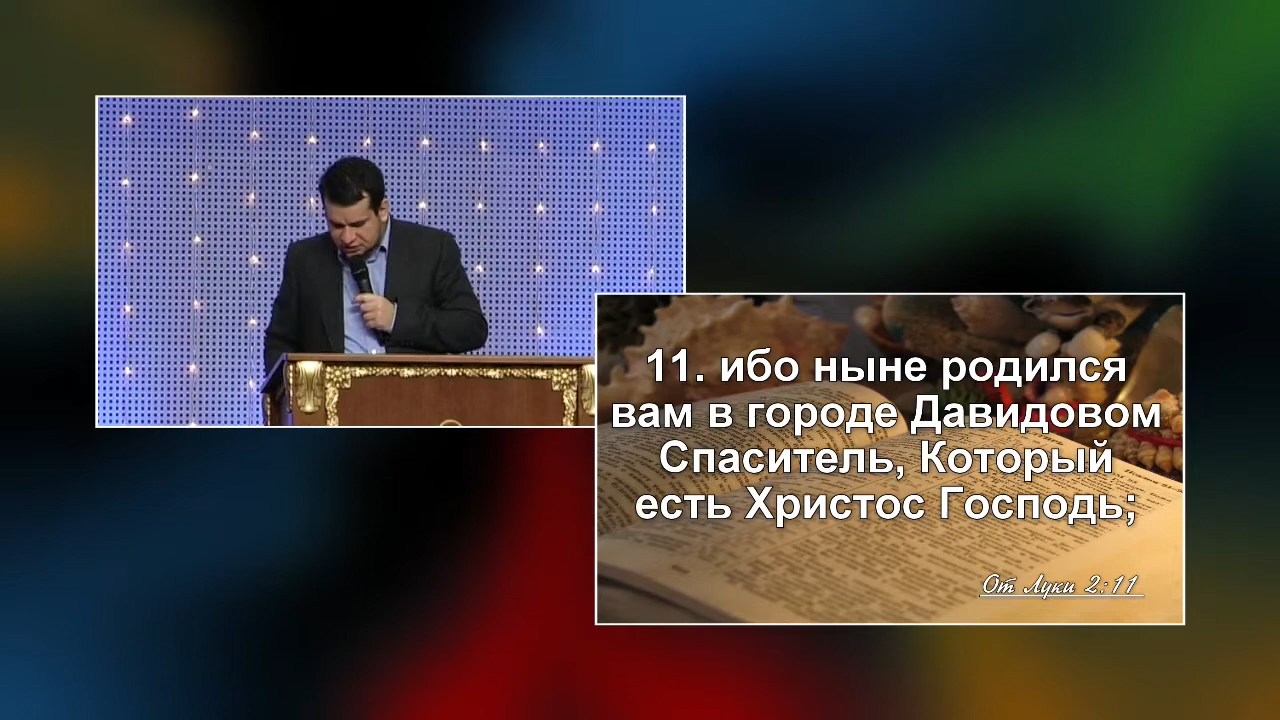 11. ибо ныне родился
вам в городе Давидовом
Спаситель, Который
есть Христос Господь;
От Луки 2:11